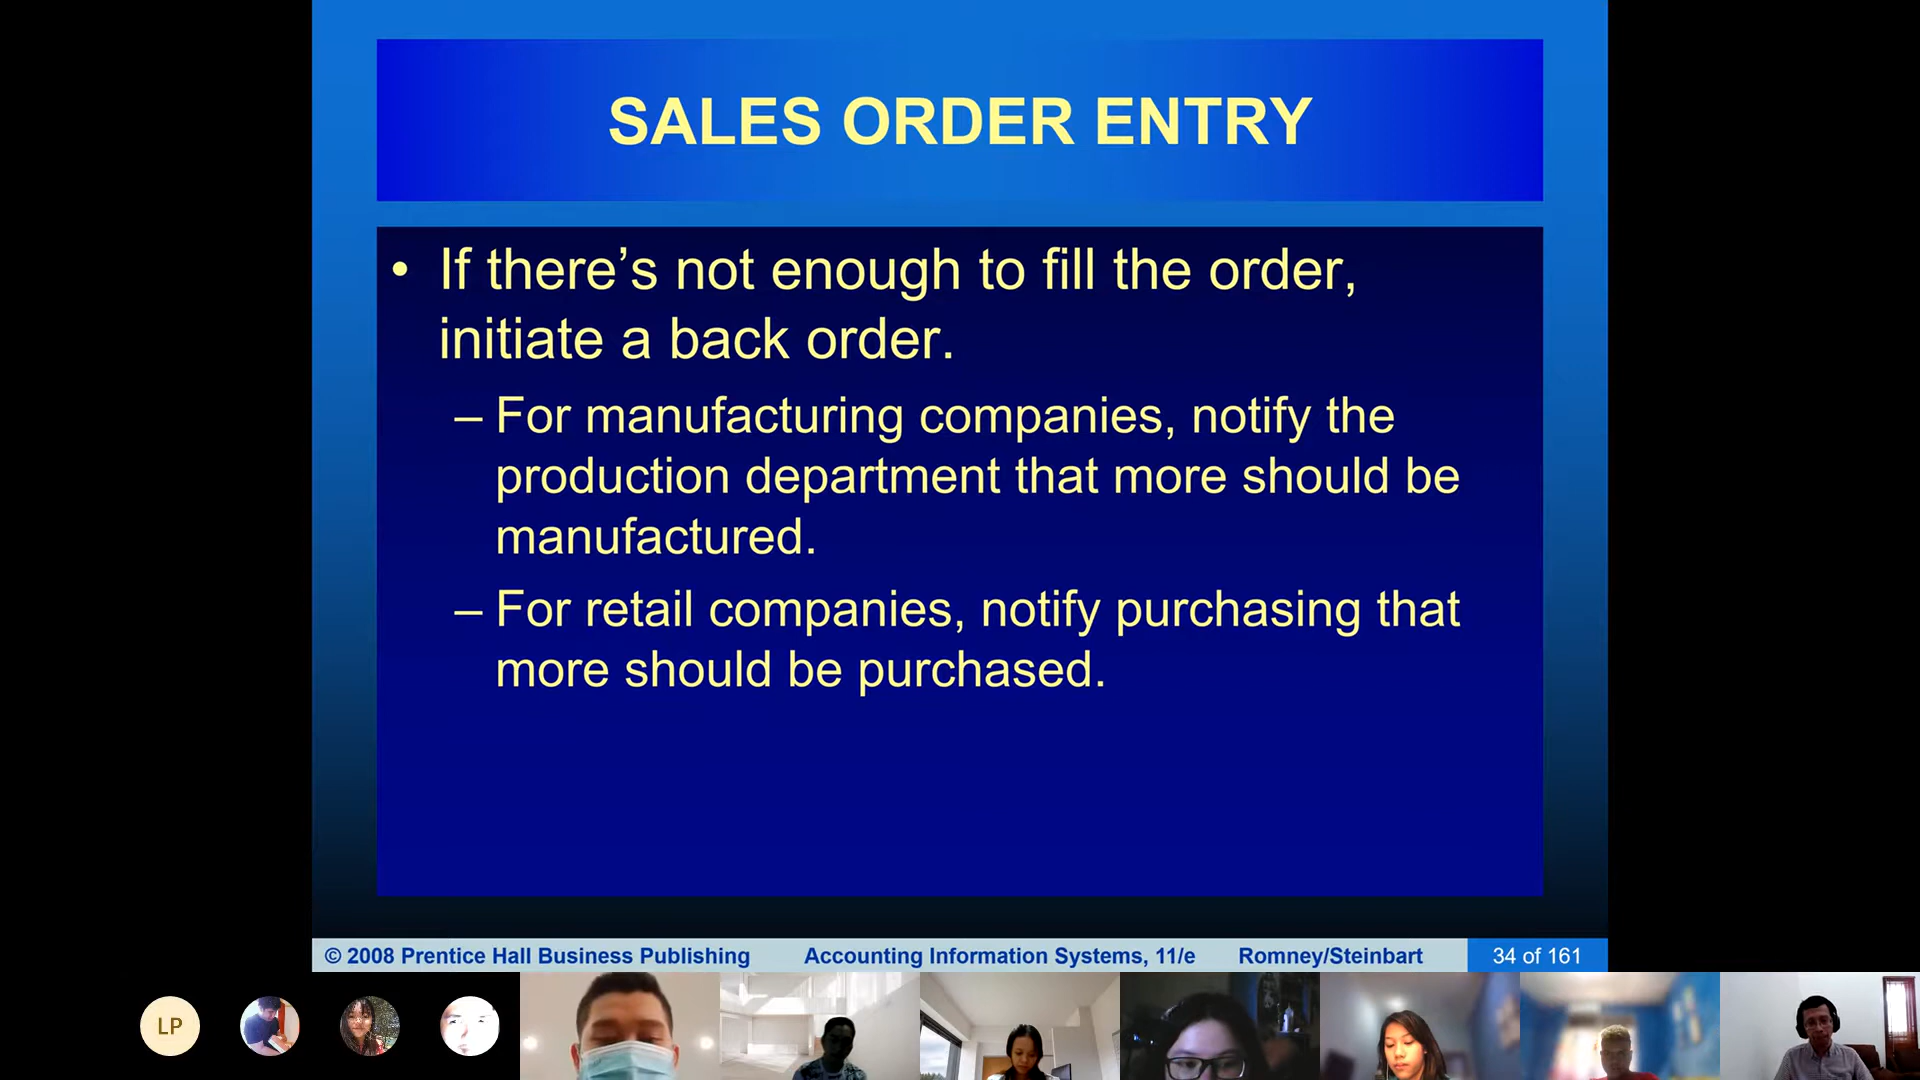 SALES ORDER ENTRY
• If there’s not enough to fill the order,
initiate a back order.
– For manufacturing companies, notify the
production department that more should be
manufactured.
– For retail companies, notify purchasing that
more should be purchased.
© 2008 Prentice Hall Business Publishing Accounting Information Systems, 11/e Romney/Steinbart 34 of 161
LP